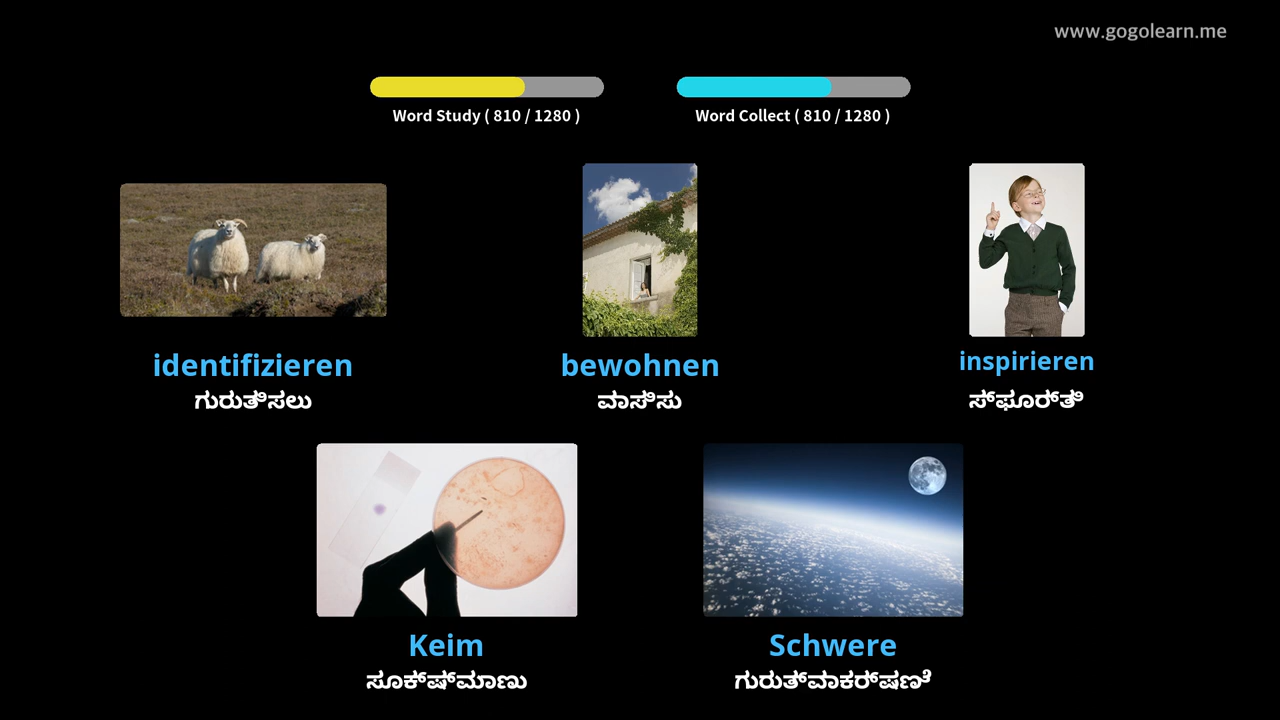 www.gogolearn.me
Word Study ( 810 / 1280 )
Word Collect ( 810 / 1280 )
identifizieren
ಗುರುತಿಸಲು
bewohnen
ವಾಸಿಸು
inspirieren
ಸ್ಫೂರ್ತಿ
Keim
ಸೂಕ್ಷ್ಮಾಣು
Schwere
ಗುರುತ್ವಾಕರ್ಷಣೆ